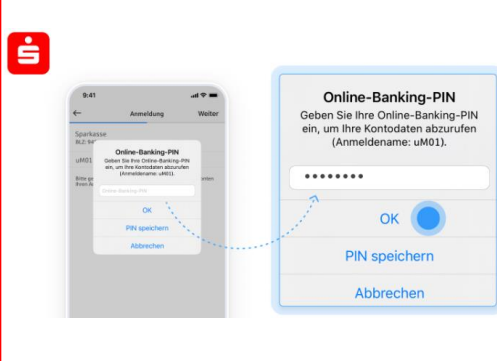 9:41
Anmeldung
Weiter
Sparkasse
uM01
Online-Banking-PIN
Geben Sie Ihre Online-Banking-PIN
ein, um Ihre Kontodaten abzurufen
(Anmeldename: uM01).
Online-Banking-PIN
OK
PIN speichern
Abbrechen
Online-Banking-PIN
Geben Sie Ihre Online-Banking-PIN
ein, um Ihre Kontodaten abzurufen
(Anmeldename: uM01).
OK
PIN speichern
Abbrechen